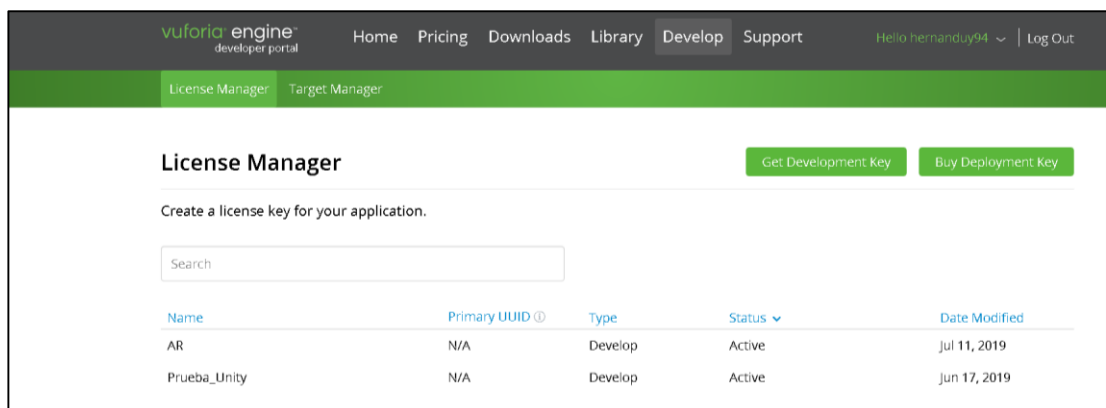 vuforia engine™ Home Pricing Downloads Library Develop Support Hello hernanduy94 | Log Out
developer portal
License Manager Target Manager
License Manager Get Development Key Buy Deployment Key
Create a license key for your application.
Search
Name Primary UUID Type Status Date Modified
AR N/A Develop Active Jul 11, 2019
Prueba_Unity N/A Develop Active Jun 17, 2019